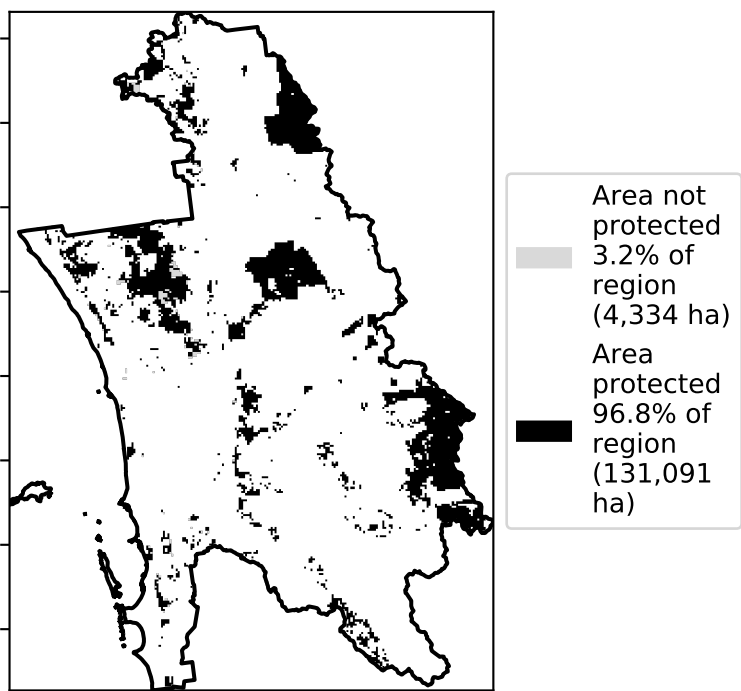 Area not
protected
3.2% of
region
(4,334 ha)
Area
protected
96.8% of
region
(131,091
ha)